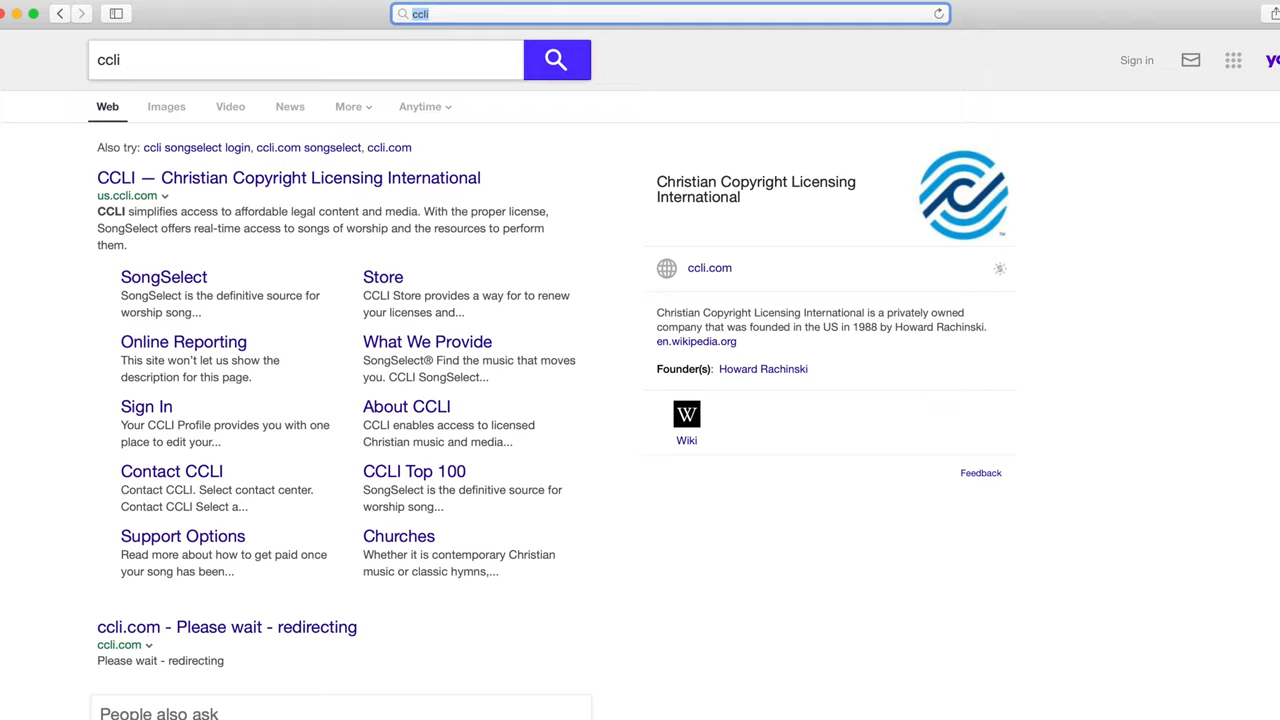 ccli
ccli
Sign in
Web
Images
Video
News
More
Anytime
Also try: ccli songselect login, ccli.com songselect, ccli.com
CCLI — Christian Copyright Licensing International
us.ccli.com
CCLI simplifies access to affordable legal content and media. With the proper license,
SongSelect offers real-time access to songs of worship and the resources to perform
them.
SongSelect
SongSelect is the definitive source for
worship song...
Store
CCLI Store provides a way for to renew
your licenses and...
Online Reporting
This site won't let us show the
description for this page.
What We Provide
SongSelect® Find the music that moves
you. CCLI SongSelect...
Sign In
Your CCLI Profile provides you with one
place to edit your...
About CCLI
CCLI enables access to licensed
Christian music and media...
Contact CCLI
Contact CCLI. Select contact center.
Contact CCLI Select a...
CCLI Top 100
SongSelect is the definitive source for
worship song...
Support Options
Read more about how to get paid once
your song has been...
Churches
Whether it is contemporary Christian
music or classic hymns,...
ccli.com - Please wait - redirecting
ccli.com
Please wait - redirecting
People also ask
Christian Copyright Licensing
International
TM
ccli.com
Christian Copyright Licensing International is a privately owned
company that was founded in the US in 1988 by Howard Rachinski.
en.wikipedia.org
Founder(s): Howard Rachinski
W
Wiki
Feedback